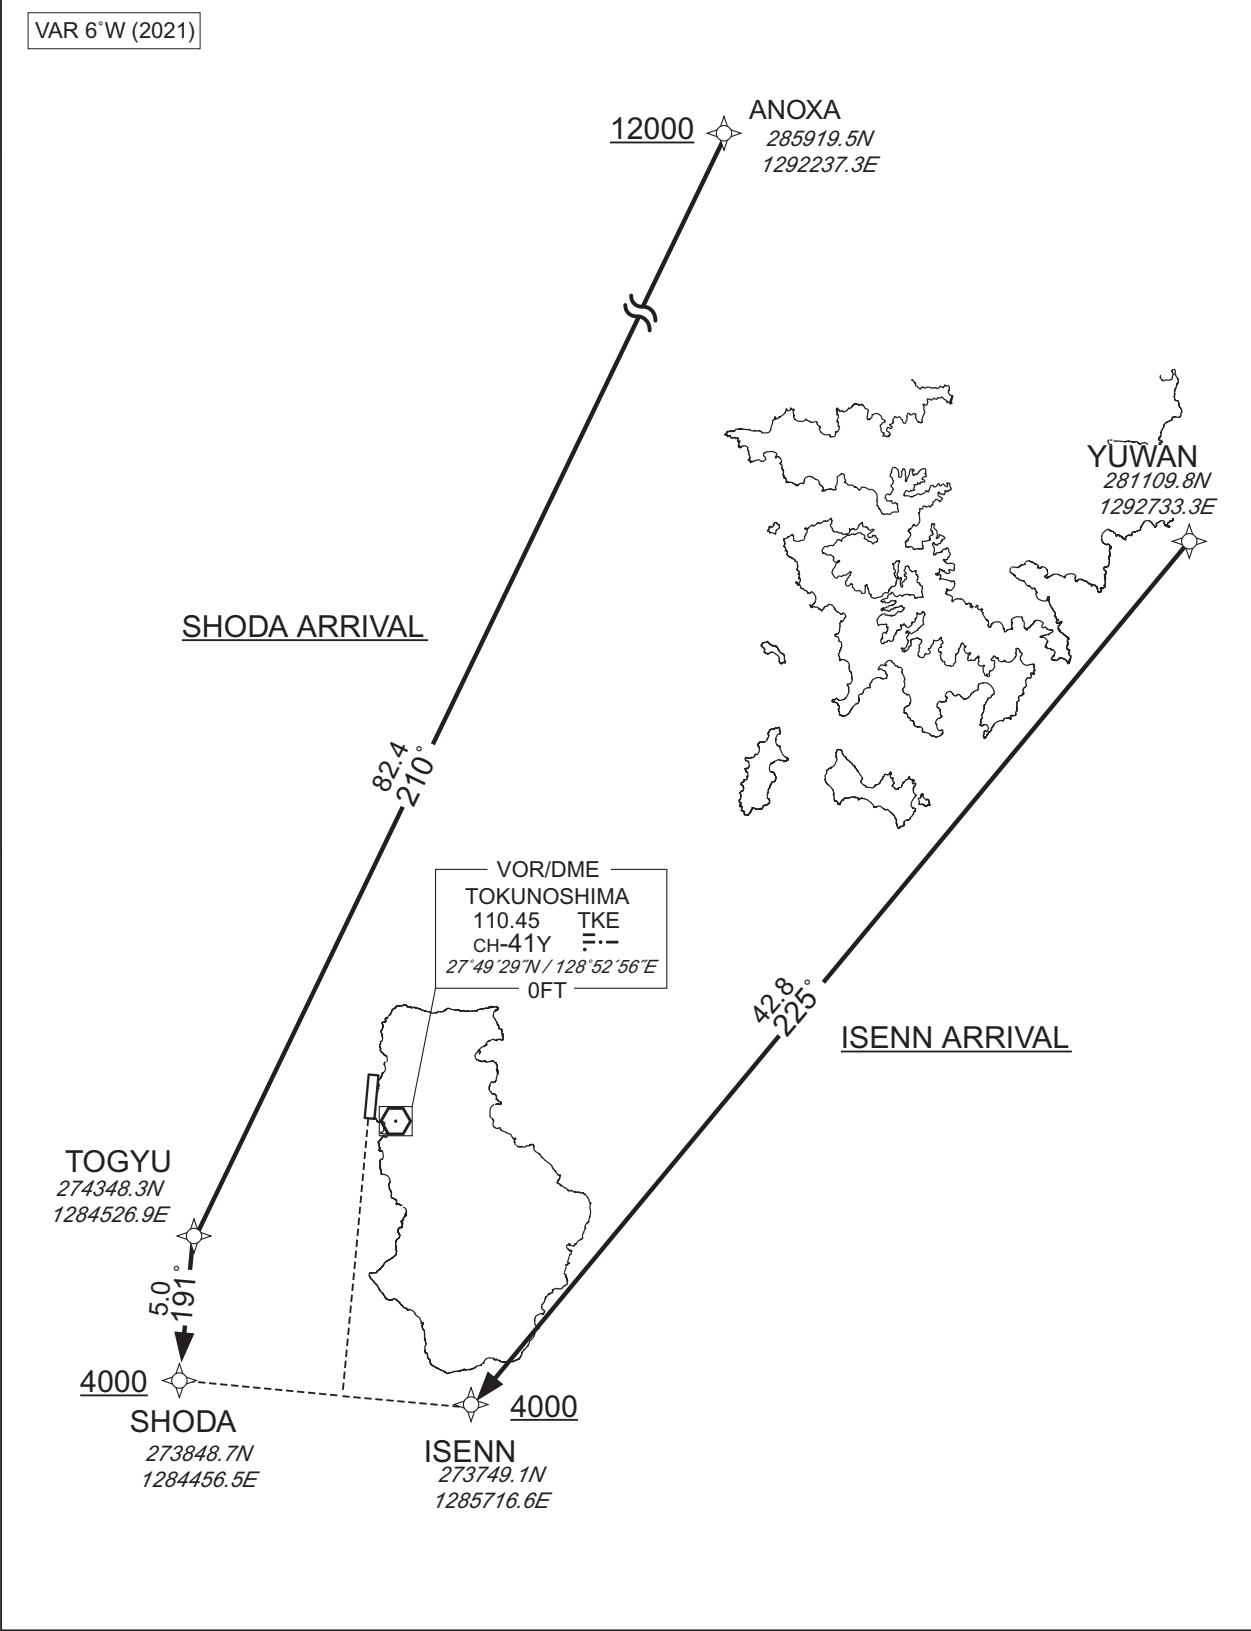 VAR 6°W (2021)
ANOXA
12000
285919.5N
1292237.3E
YUWAN
281109.8N
1292733.3E
SHODA ARRIVAL
82.4
210°
VOR/DME
TOKUNOSHIMA
110.45 TKE
CH-41Y
27°49′29″N / 128°52′56″E
0FT
42.8
225°
ISENN ARRIVAL
TOGYU
274348.3N
1284526.9E
5.0
191°
4000
SHODA
273848.7N
1284456.5E
4000
ISENN
273749.1N
1285716.6E